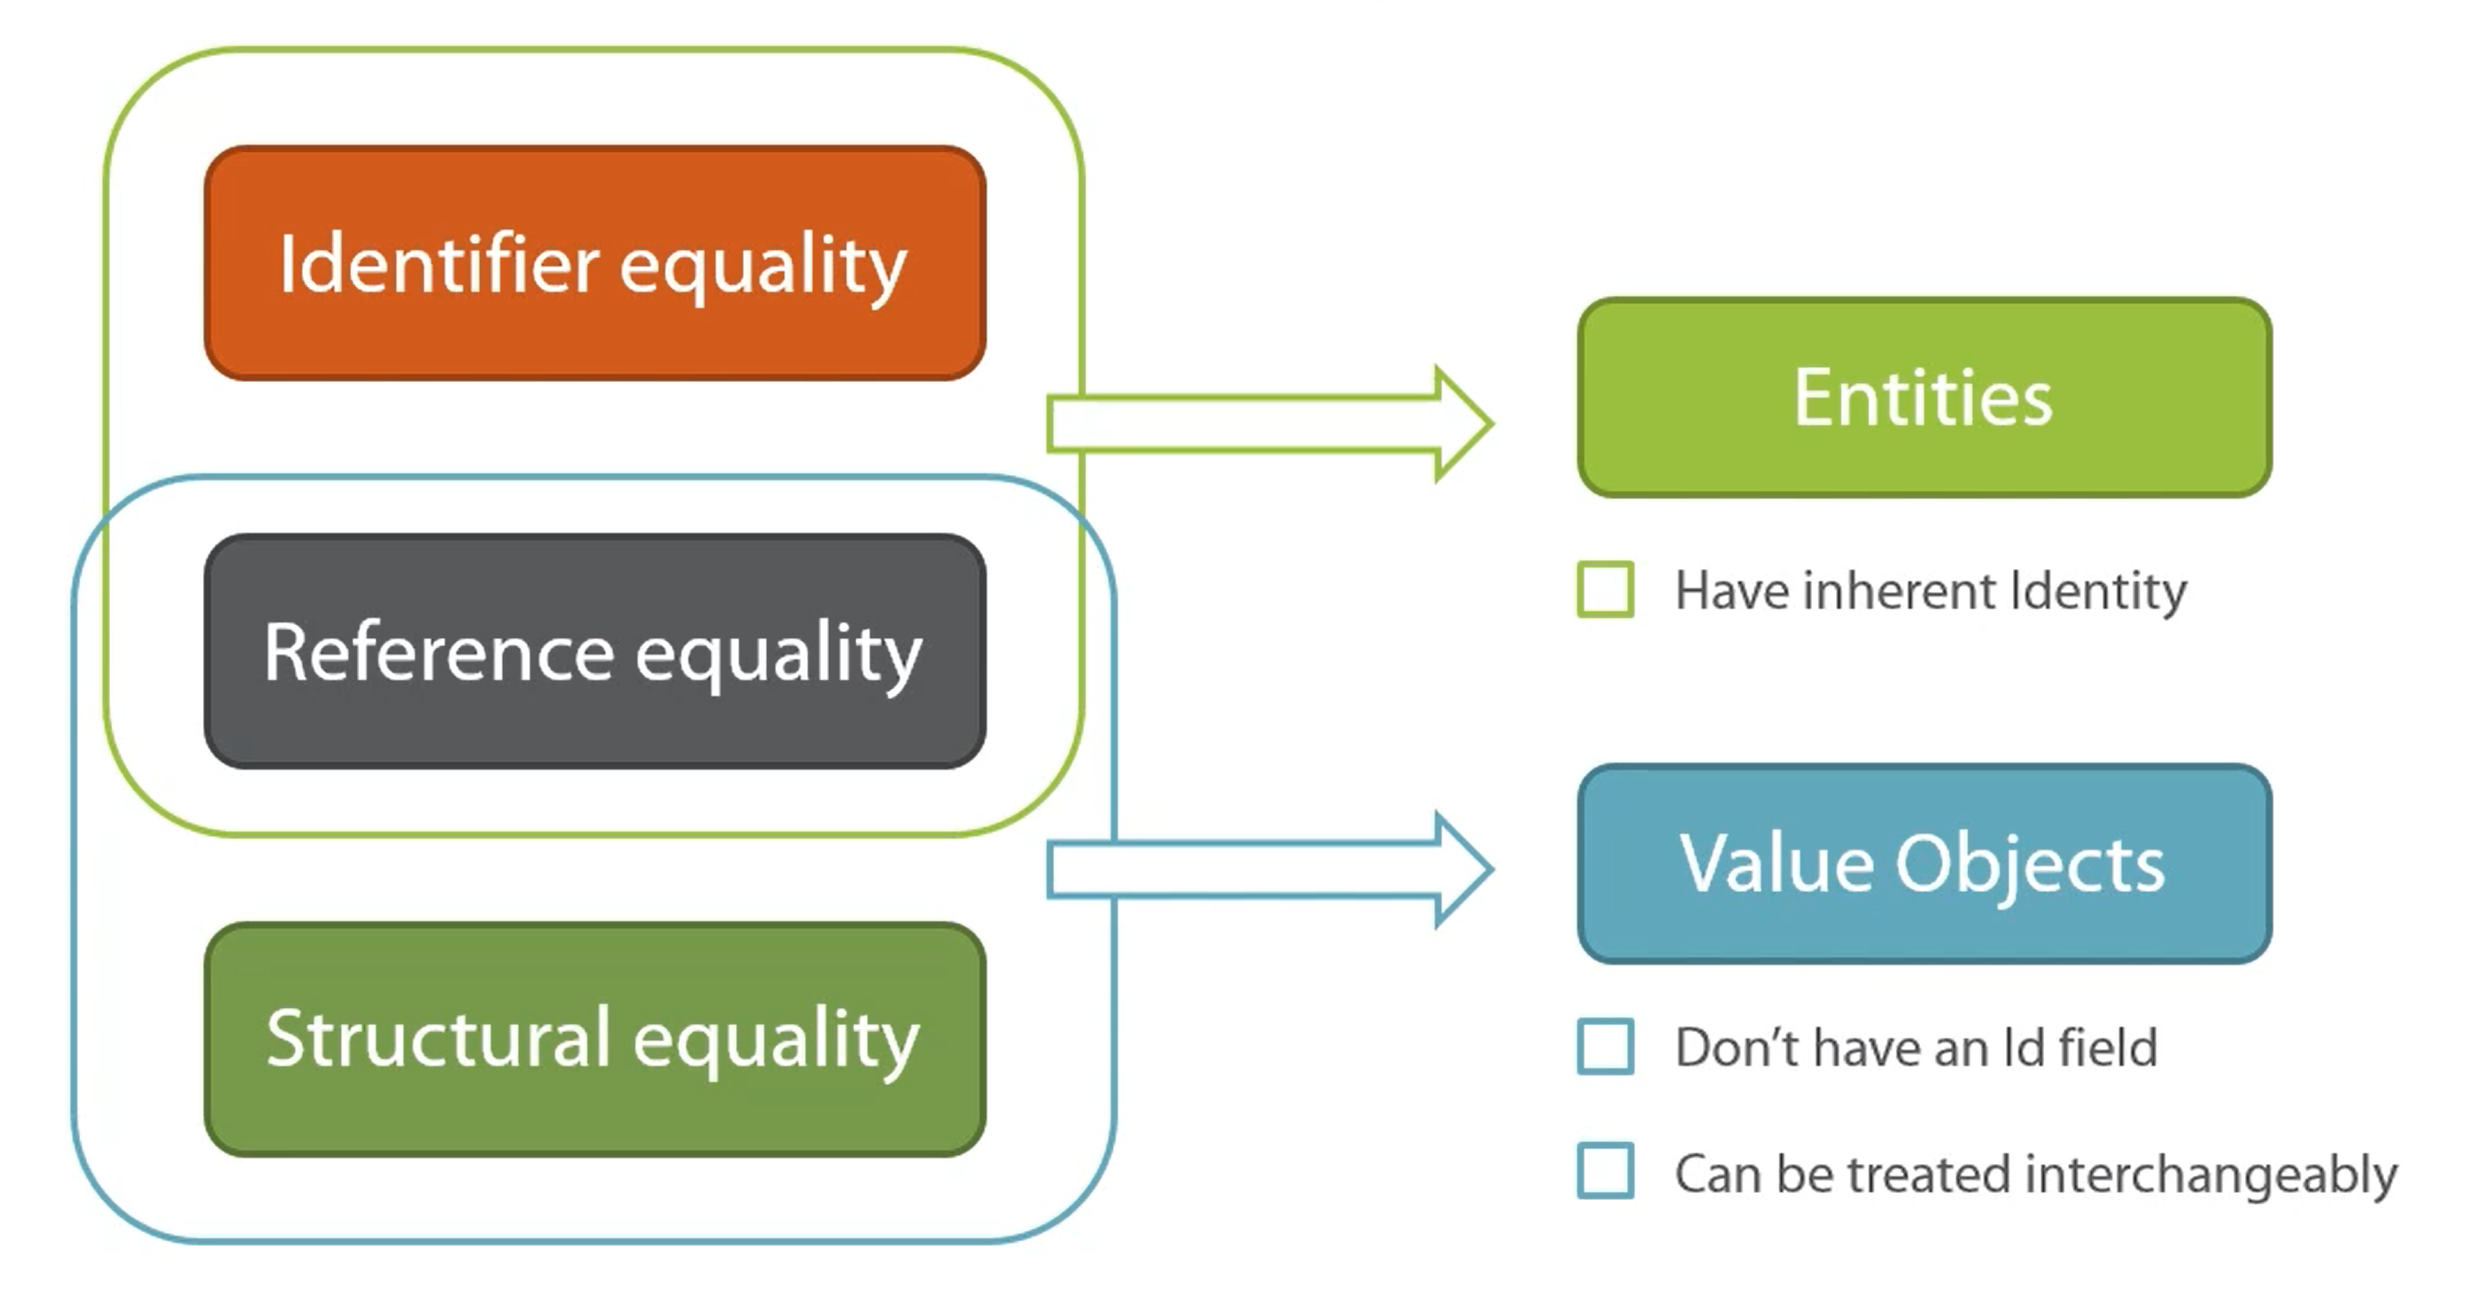 Identifier equality
Reference equality
Structural equality
Entities
Have inherent Identity
Value Objects
Don’t have an Id field
Can be treated interchangeably